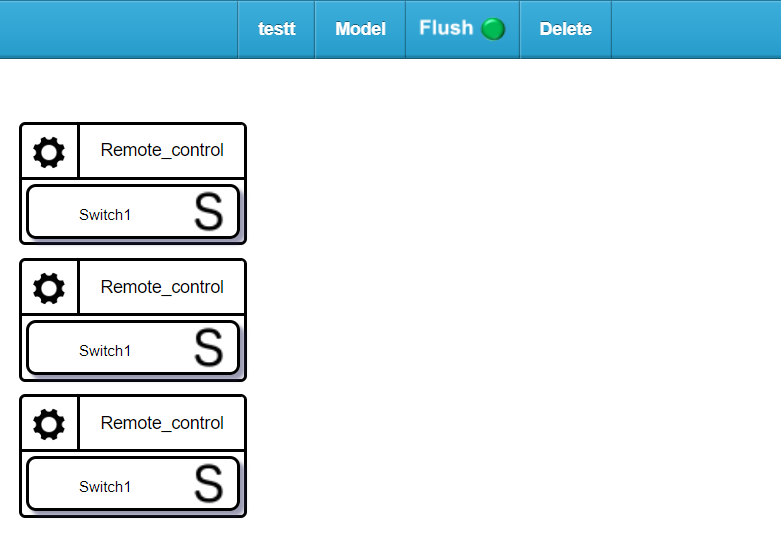 testt Model Flush Delete
Remote_control
Switch1 S
Remote_control
Switch1 S
Remote_control
Switch1 S